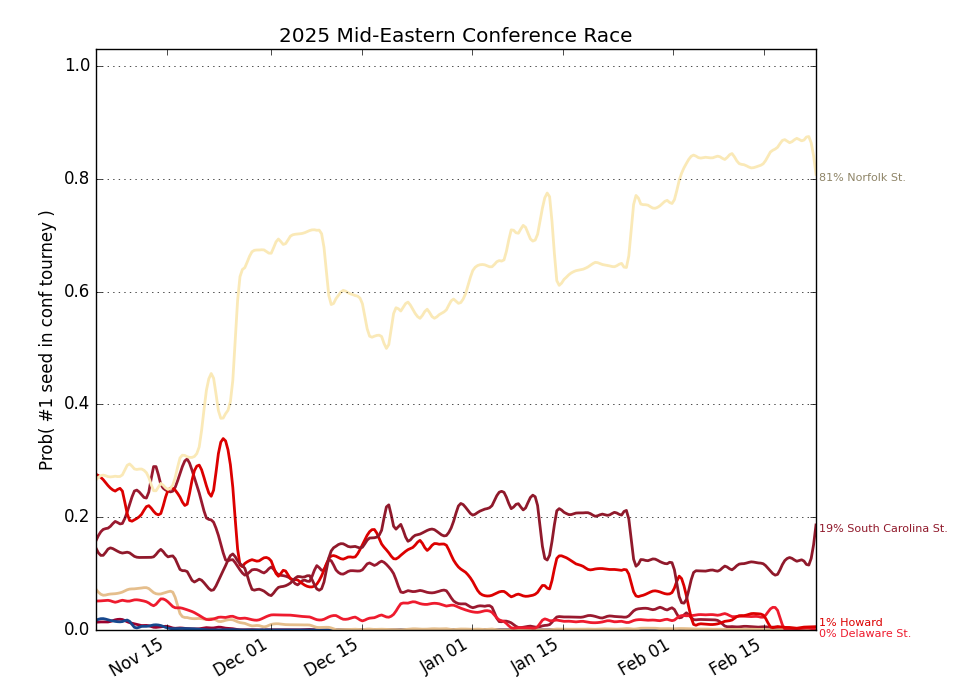 2025 Mid-Eastern Conference Race
Prob( #1 seed in conf tourney )
1.0
0.8
0.6
0.4
0.2
0.0
81% Norfolk St.
19% South Carolina St.
1% Howard
0% Delaware St.
Nov 15
Dec 01
Dec 15
Jan 01
Jan 15
Feb 01
Feb 15